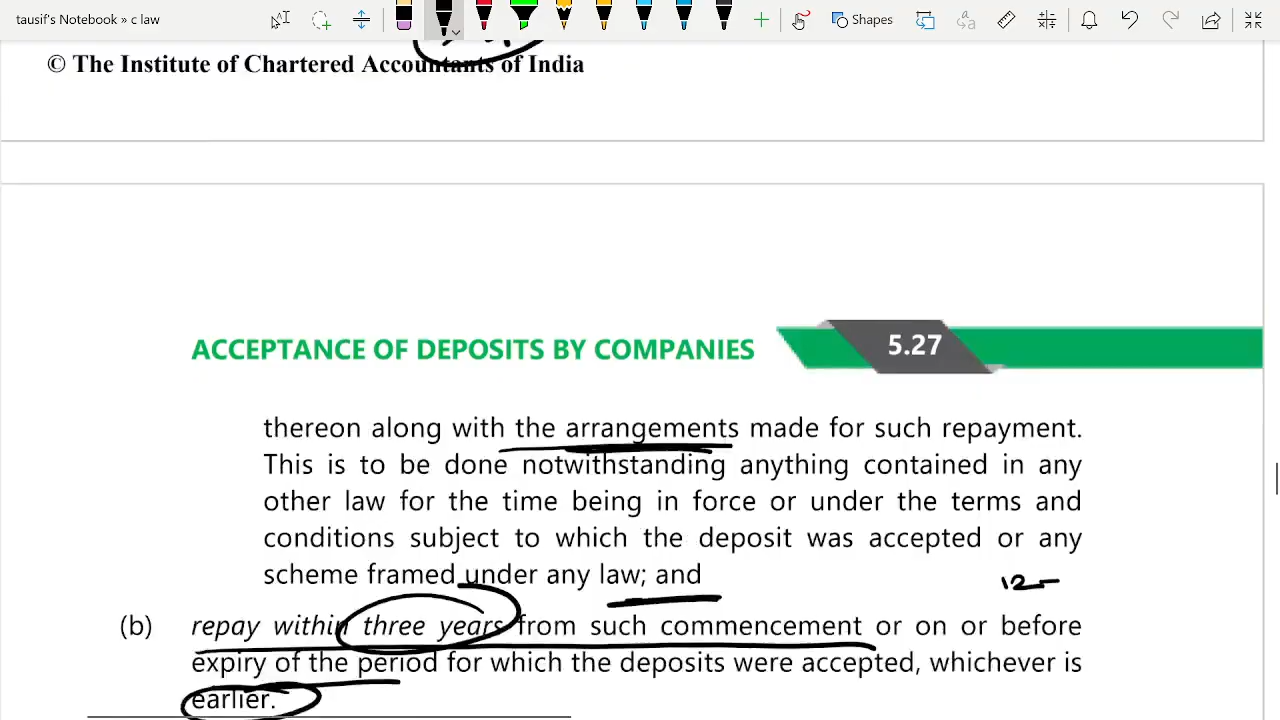 tausif's Notebook » c law
Shapes
© The Institute of Chartered Accountants of India
ACCEPTANCE OF DEPOSITS BY COMPANIES 5.27
thereon along with the arrangements made for such repayment.
This is to be done notwithstanding anything contained in any
other law for the time being in force or under the terms and
conditions subject to which the deposit was accepted or any
scheme framed under any law; and
(b) repay within three years from such commencement or on or before
expiry of the period for which the deposits were accepted, whichever is
earlier.